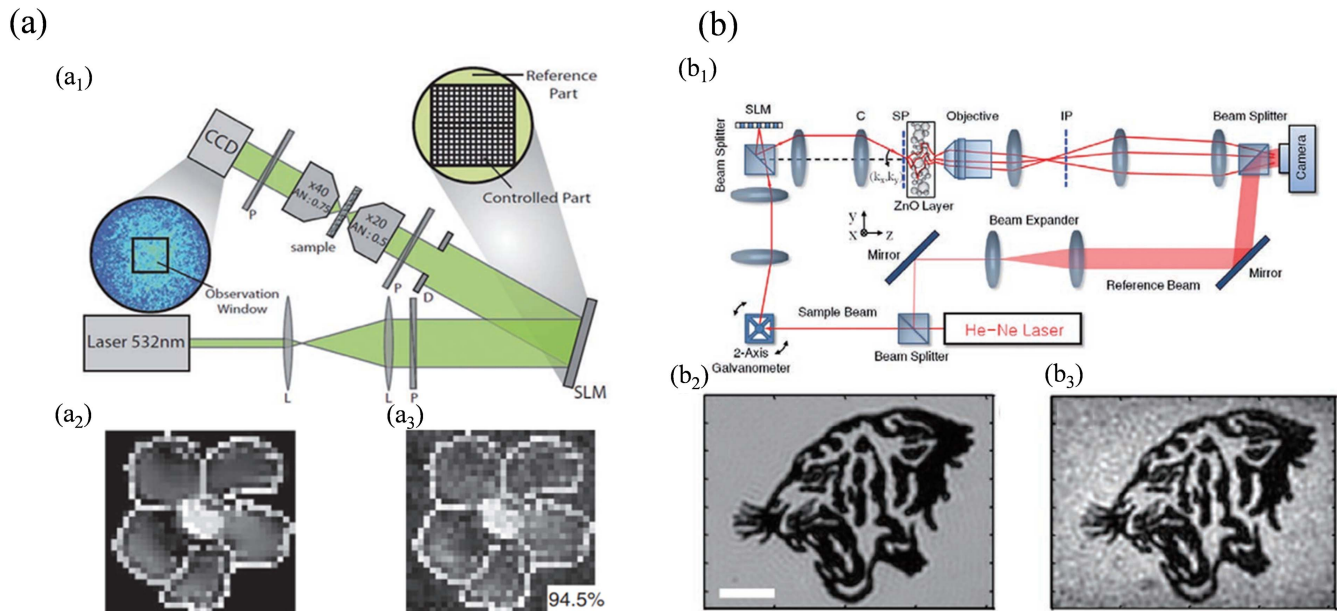 (a)
(a1)
Reference
Part
CCD
P
x40
AN : 0.75
sample
x20
AN : 0.5
Controlled Part
P
D
Observation
Window
Laser 532nm
L
L
P
SLM
(a2)
(a3)
94.5%
(b)
(b1)
SLM
C
SP
Objective
IP
Beam Splitter
Beam Splitter
Camera
(kx,ky)
ZnO Layer
y
x
z
Beam Expander
Mirror
Reference Beam
Mirror
Sample Beam
He-Ne Laser
2-Axis
Galvanometer
Beam Splitter
(b2)
(b3)